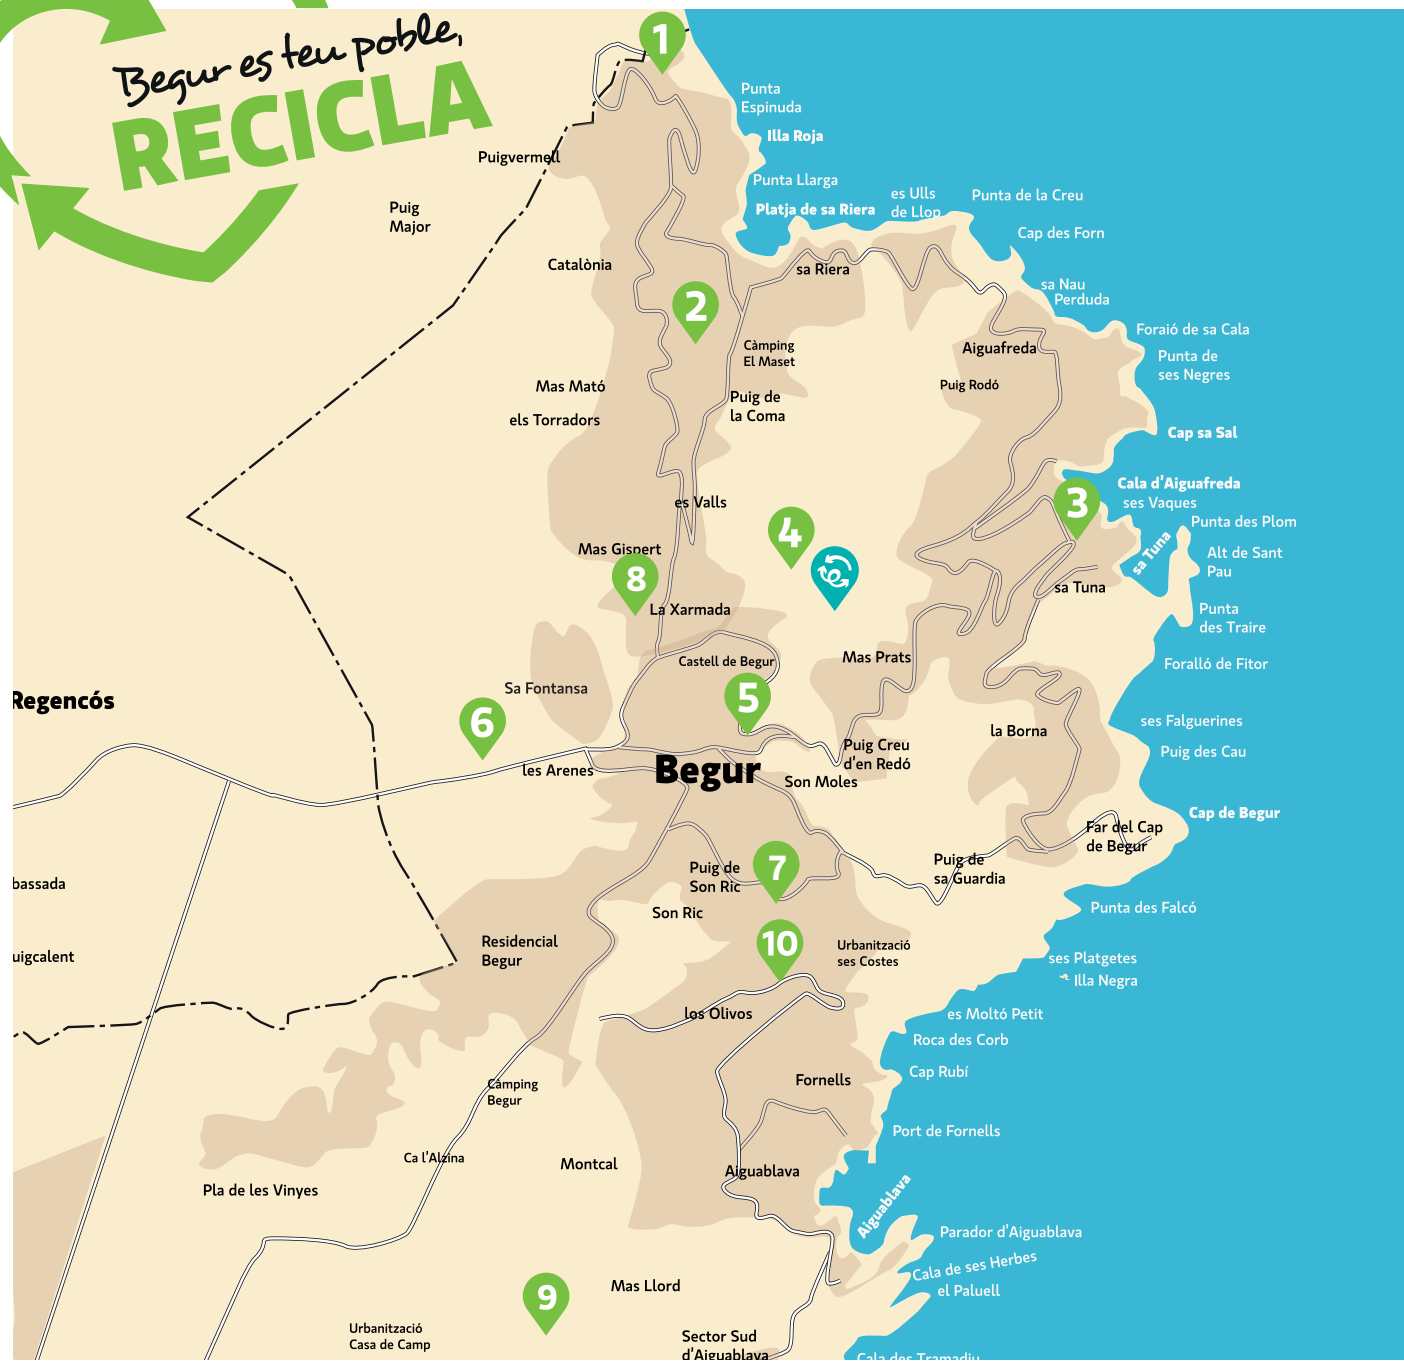 Begur es teu poble,
RECICLA
1
Punta
Espinuda
Illa Roja
Puigvermell
Punta Llarga
Platja de sa Riera
es Ulls
de Llop
Punta de la Creu
Puig
Major
Cap des Forn
Catalònia
sa Riera
sa Nau
Perduda
2
Foraió de sa Cala
Càmping
El Maset
Aiguafreda
Punta de
ses Negres
Mas Mató
Puig Rodó
Puig de
la Coma
els Torradors
Cap sa Sal
Cala d'Aiguafreda
ses Vaques
3
es Valls
Punta des Plom
4
sa Tuna
Alt de Sant
Pau
Mas Gispert
8
sa Tuna
La Xarmada
Punta
des Traire
Castell de Begur
Mas Prats
Foralló de Fitor
Sa Fontansa
Regencós
5
6
ses Falguerines
la Borna
Puig Creu
d'en Redó
Puig des Cau
les Arenes
Begur
Son Moles
Cap de Begur
Far del Cap
de Begur
7
Puig de
Son Ric
Puig de
sa Guardia
bassada
Son Ric
Punta des Falcó
10
Residencial
Begur
Urbanització
ses Costes
uigcalent
ses Platgetes
Illa Negra
los Olivos
es Moltó Petit
Roca des Corb
Cap Rubí
Fornells
Càmping
Begur
Port de Fornells
Ca l'Alzina
Montcal
Aiguablava
Pla de les Vinyes
Aiguablava
Parador d'Aiguablava
Cala de ses Herbes
el Paluell
9
Mas Llord
Urbanització
Casa de Camp
Sector Sud
d'Aiguablava
Cala des Tramadiu